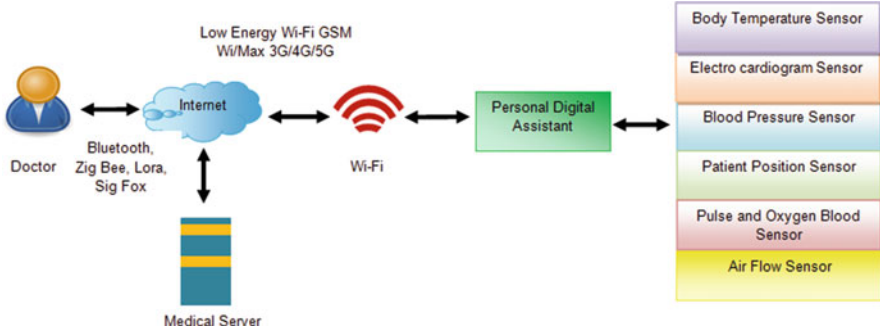 Low Energy Wi-Fi GSM
Wi/Max 3G/4G/5G
Doctor
Internet
Bluetooth,
Zig Bee, Lora,
Sig Fox
Medical Server
Wi-Fi
Personal Digital
Assistant
Body Temperature Sensor
Electro cardiogram Sensor
Blood Pressure Sensor
Patient Position Sensor
Pulse and Oxygen Blood
Sensor
Air Flow Sensor